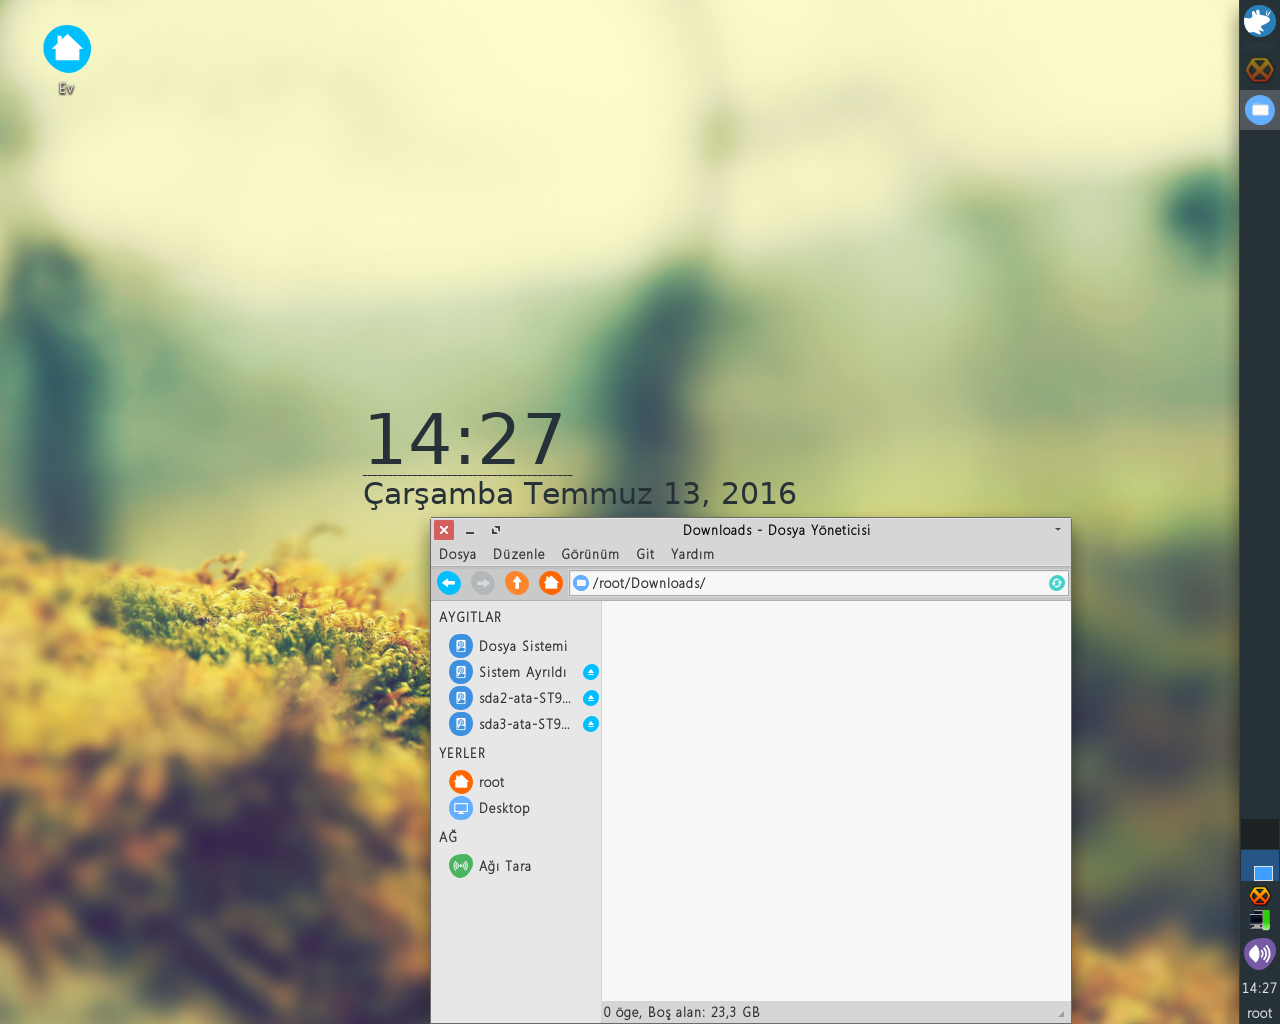 Ev
14:27
Çarşamba Temmuz 13, 2016
Downloads - Dosya Yöneticisi
Dosya Düzenle Görünüm Git Yardım
/root/Downloads/
AYGITLAR
Dosya Sistemi
Sistem Ayrıldı
sda2-ata-ST9...
sda3-ata-ST9...
YERLER
root
Desktop
AĞ
Ağı Tara
0 öge, Boş alan: 23,3 GB
14:27
root